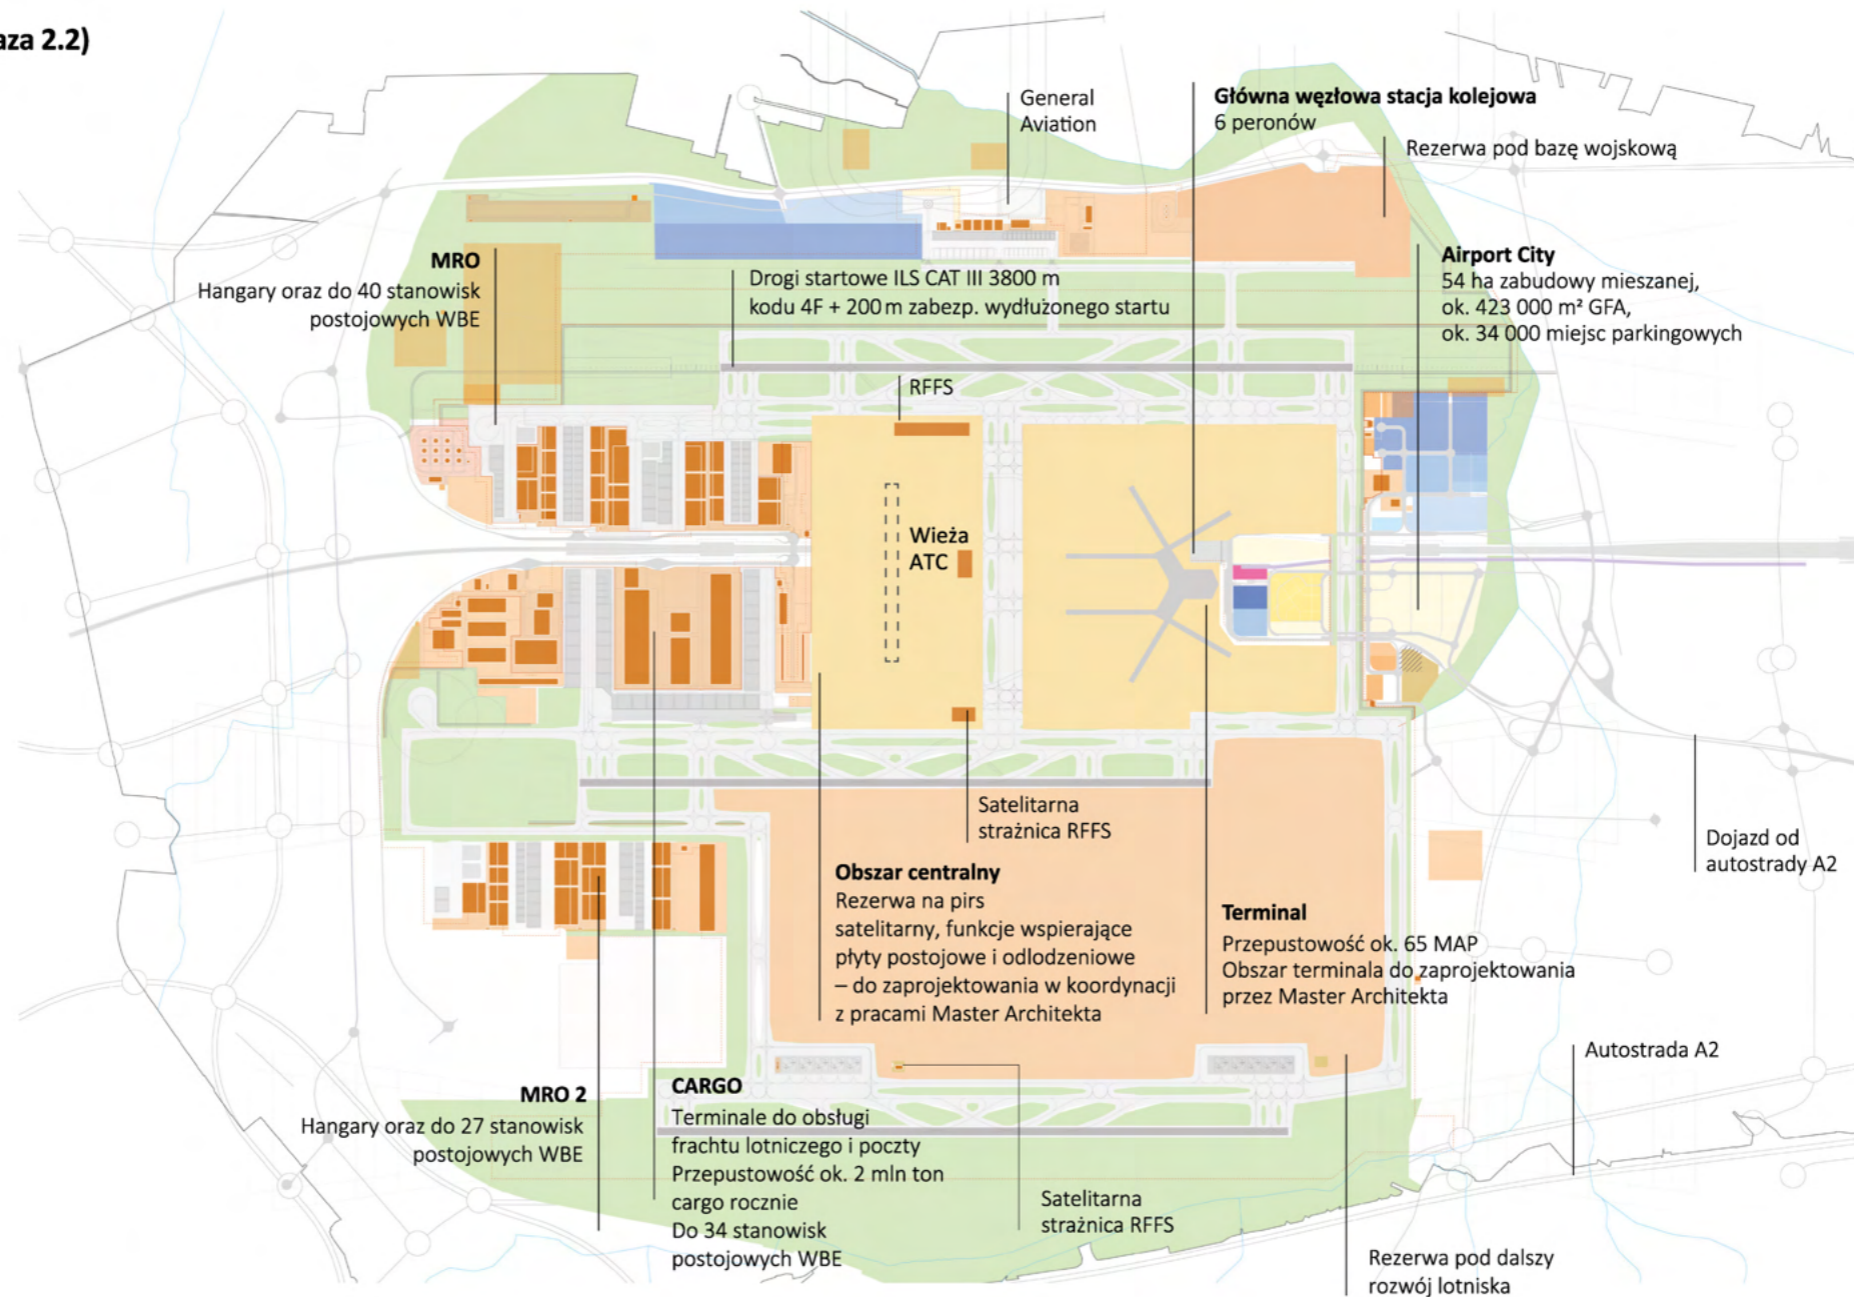 aza 2.2)
General
Aviation
Główna węzłowa stacja kolejowa
6 peronów
Rezerwa pod bazę wojskową
MRO
Hangary oraz do 40 stanowisk
postojowych WBE
Drogi startowe ILS CAT III 3800 m
kodu 4F + 200 m zabezp. wydłużonego startu
Airport City
54 ha zabudowy mieszanej,
ok. 423 000 m² GFA,
ok. 34 000 miejsc parkingowych
RFFS
Wieża
ATC
Satelitarna
strażnica RFFS
Dojazd od
autostrady A2
Obszar centralny
Rezerwa na pirs
satelitarny, funkcje wspierające
płyty postojowe i odlodzeniowe
– do zaprojektowania w koordynacji
z pracami Master Architekta
Terminal
Przepustowość ok. 65 MAP
Obszar terminala do zaprojektowania
przez Master Architekta
Autostrada A2
MRO 2
Hangary oraz do 27 stanowisk
postojowych WBE
CARGO
Terminale do obsługi
frachtu lotniczego i poczty
Przepustowość ok. 2 mln ton
cargo rocznie
Do 34 stanowisk
postojowych WBE
Satelitarna
strażnica RFFS
Rezerwa pod dalszy
rozwój lotniska